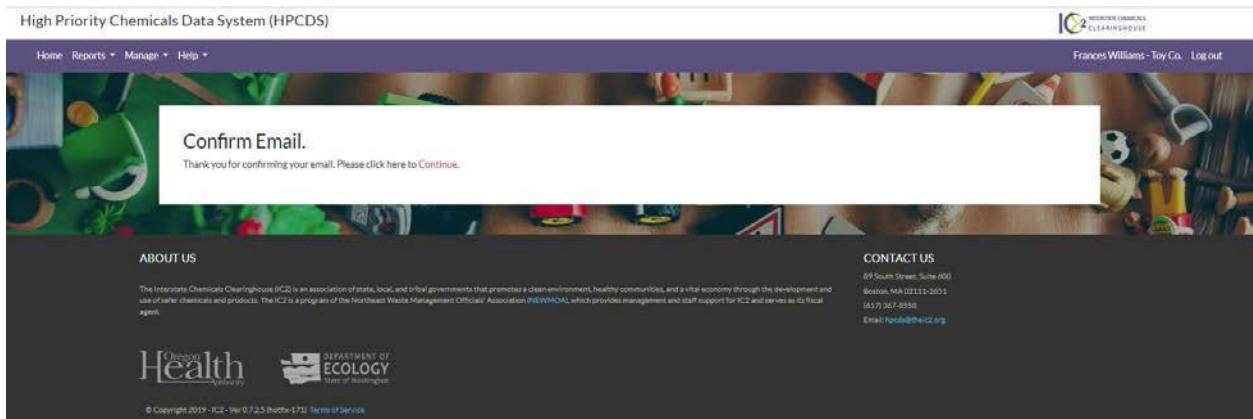 High Priority Chemicals Data System (HPCDS)
INTERSTATE CHEMICALS
CLEARINGHOUSE
Home Reports Manage Help
Frances Williams - Toy Co. Log out
Confirm Email.
Thank you for confirming your email. Please click here to Continue.
ABOUT US
The Interstate Chemicals Clearinghouse (IC2) is an association of state, local, and tribal governments that promotes a clean environment, healthy communities, and a vital economy through the development and
use of safer chemicals and products. The IC2 is a program of the Northeast Waste Management Officials' Association (NEWMOA), which provides management and staff support for IC2 and serves as its fiscal
agent.
CONTACT US
89 South Street, Suite 600
Boston, MA 02111-2651
(617) 367-8558
Email: hpcds@theic2.org
Oregon
Health
Authority
DEPARTMENT OF
ECOLOGY
State of Washington
© Copyright 2019 - IC2 - Ver 0.7.2.5 (hotfix-171) Terms of Service